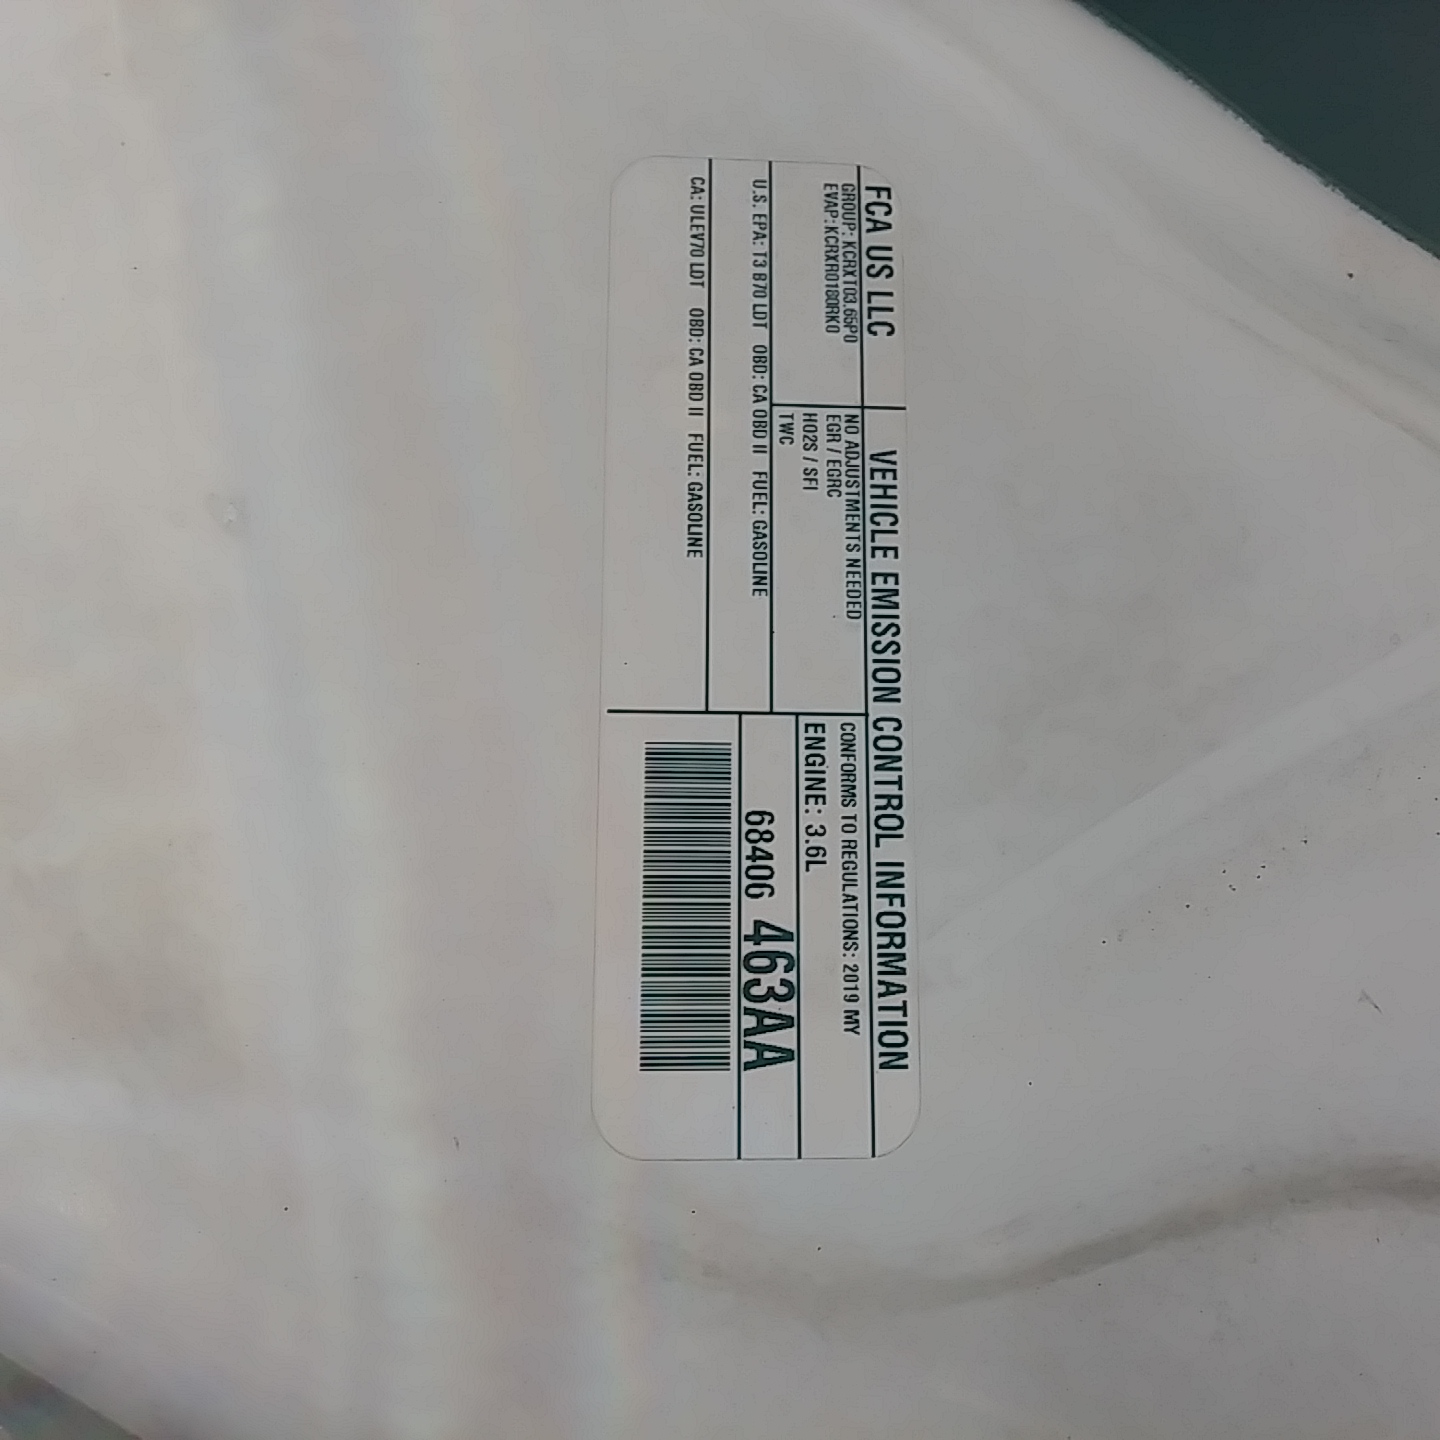 FCA US LLC
VEHICLE EMISSION CONTROL INFORMATION
GROUP: KCRXT03.65P0
EVAP: KCRXR0180RK0
NO ADJUSTMENTS NEEDED
EGR / EGRC
HO2S / SFI
TWC
CONFORMS TO REGULATIONS: 2019 MY
ENGINE: 3.6L
U.S. EPA: T3 B70 LDT OBD: CA OBD II FUEL: GASOLINE
CA: ULEV70 LDT OBD: CA OBD II FUEL: GASOLINE
68406 463AA